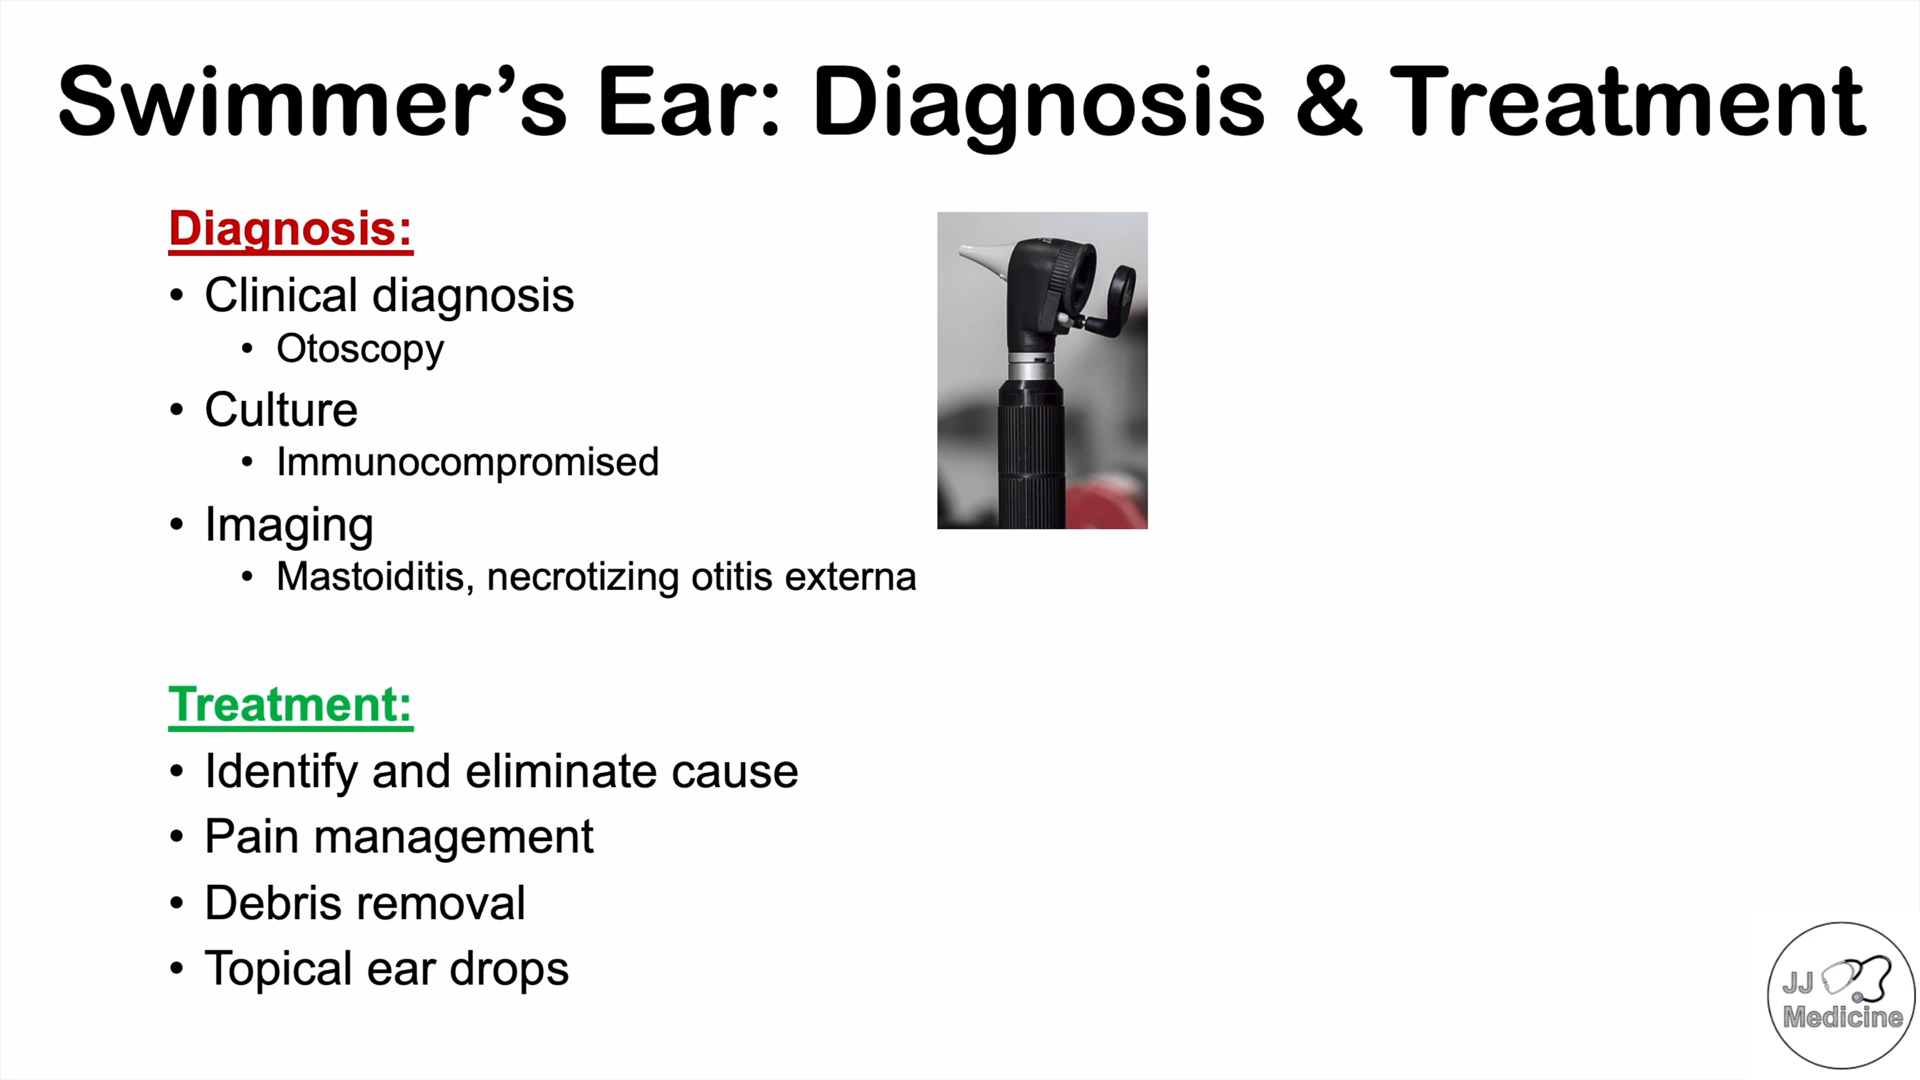 Swimmer’s Ear: Diagnosis & Treatment
Diagnosis:
• Clinical diagnosis
• Otoscopy
• Culture
• Immunocompromised
• Imaging
• Mastoiditis, necrotizing otitis externa
Treatment:
• Identify and eliminate cause
• Pain management
• Debris removal
• Topical ear drops
JJ
Medicine